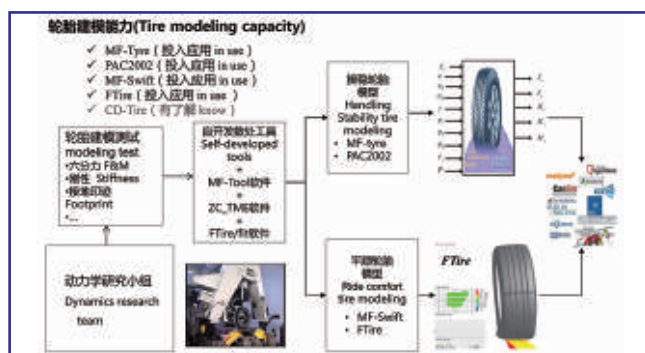 轮胎建模能力(Tire modeling capacity)
✓ MF-Tyre ( 投入应用 in use )
✓ PAC2002 ( 投入应用 in use )
✓ MF-Swift ( 投入应用 in use )
✓ FTire ( 投入应用 in use )
✓ CD-Tire ( 有了解 know )
轮胎建模测试
modeling test
•六分力 F&M
•刚性 Stiffness
•接地印迹
Footprint
•...
自开发数处工具
Self-developed
tools
+
MF-Tool软件
+
ZC_TMB软件
+
FTire/fit软件
动力学研究小组
Dynamics research
team
操稳轮胎
模型
Handling
Stability tire
modeling
• MF-tyre
• PAC2002
平顺轮胎
模型
Ride comfort
tire modeling
• MF-Swift
• FTire
FTire